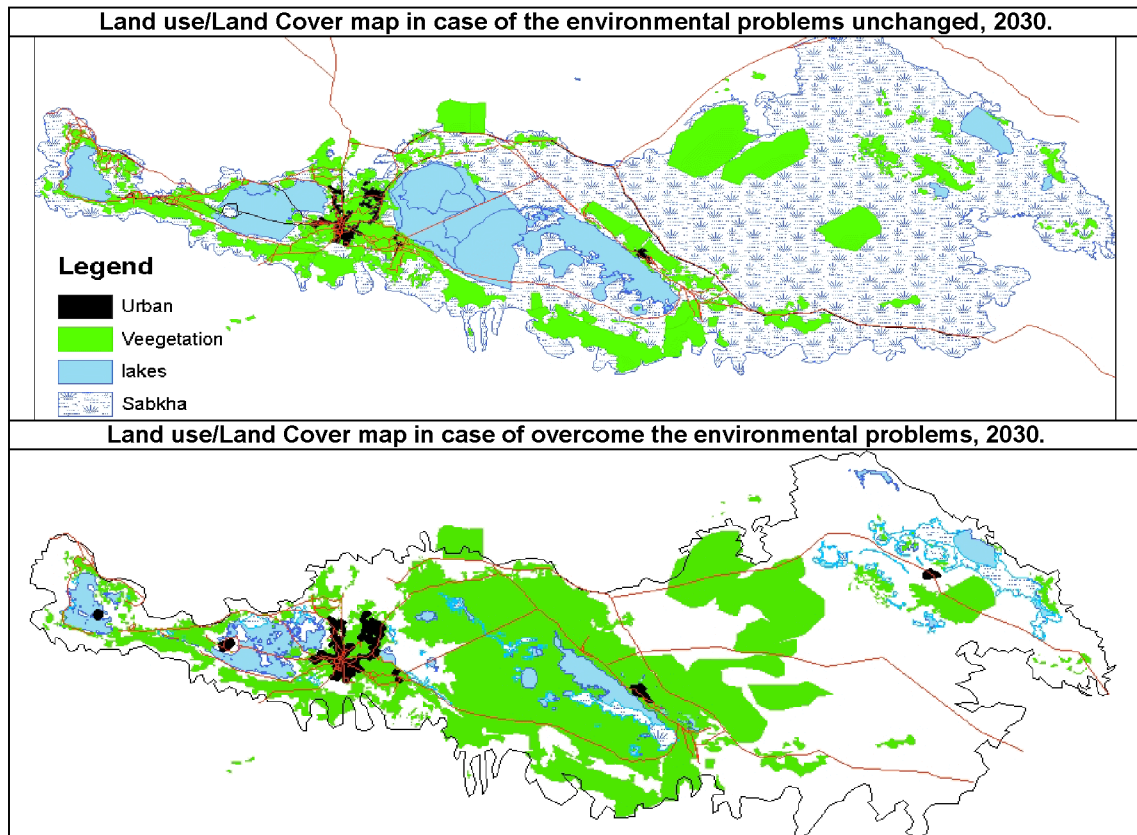 Land use/Land Cover map in case of the environmental problems unchanged, 2030.
Legend
Urban
Veegetation
lakes
Sabkha
Land use/Land Cover map in case of overcome the environmental problems, 2030.